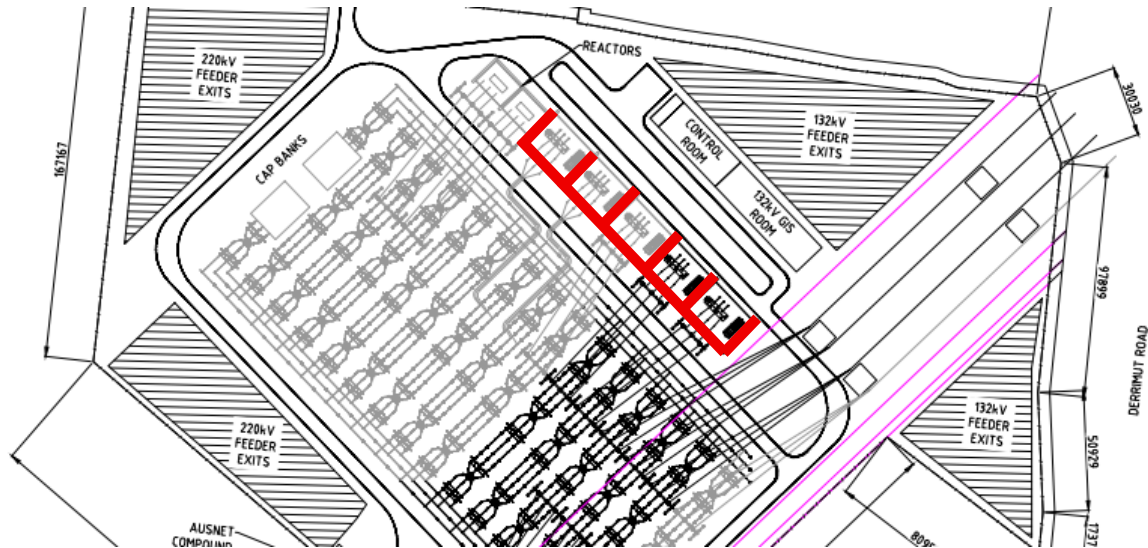 REACTORS
220kV
FEEDER
EXITS
30030
132kV
FEEDER
EXITS
CONTROL
ROOM
CAP BANKS
167167
132kV GIS
ROOM
97899
DERRIMUT ROAD
132kV
FEEDER
EXITS
220kV
FEEDER
EXITS
50929
AUSNET
COMPOUND